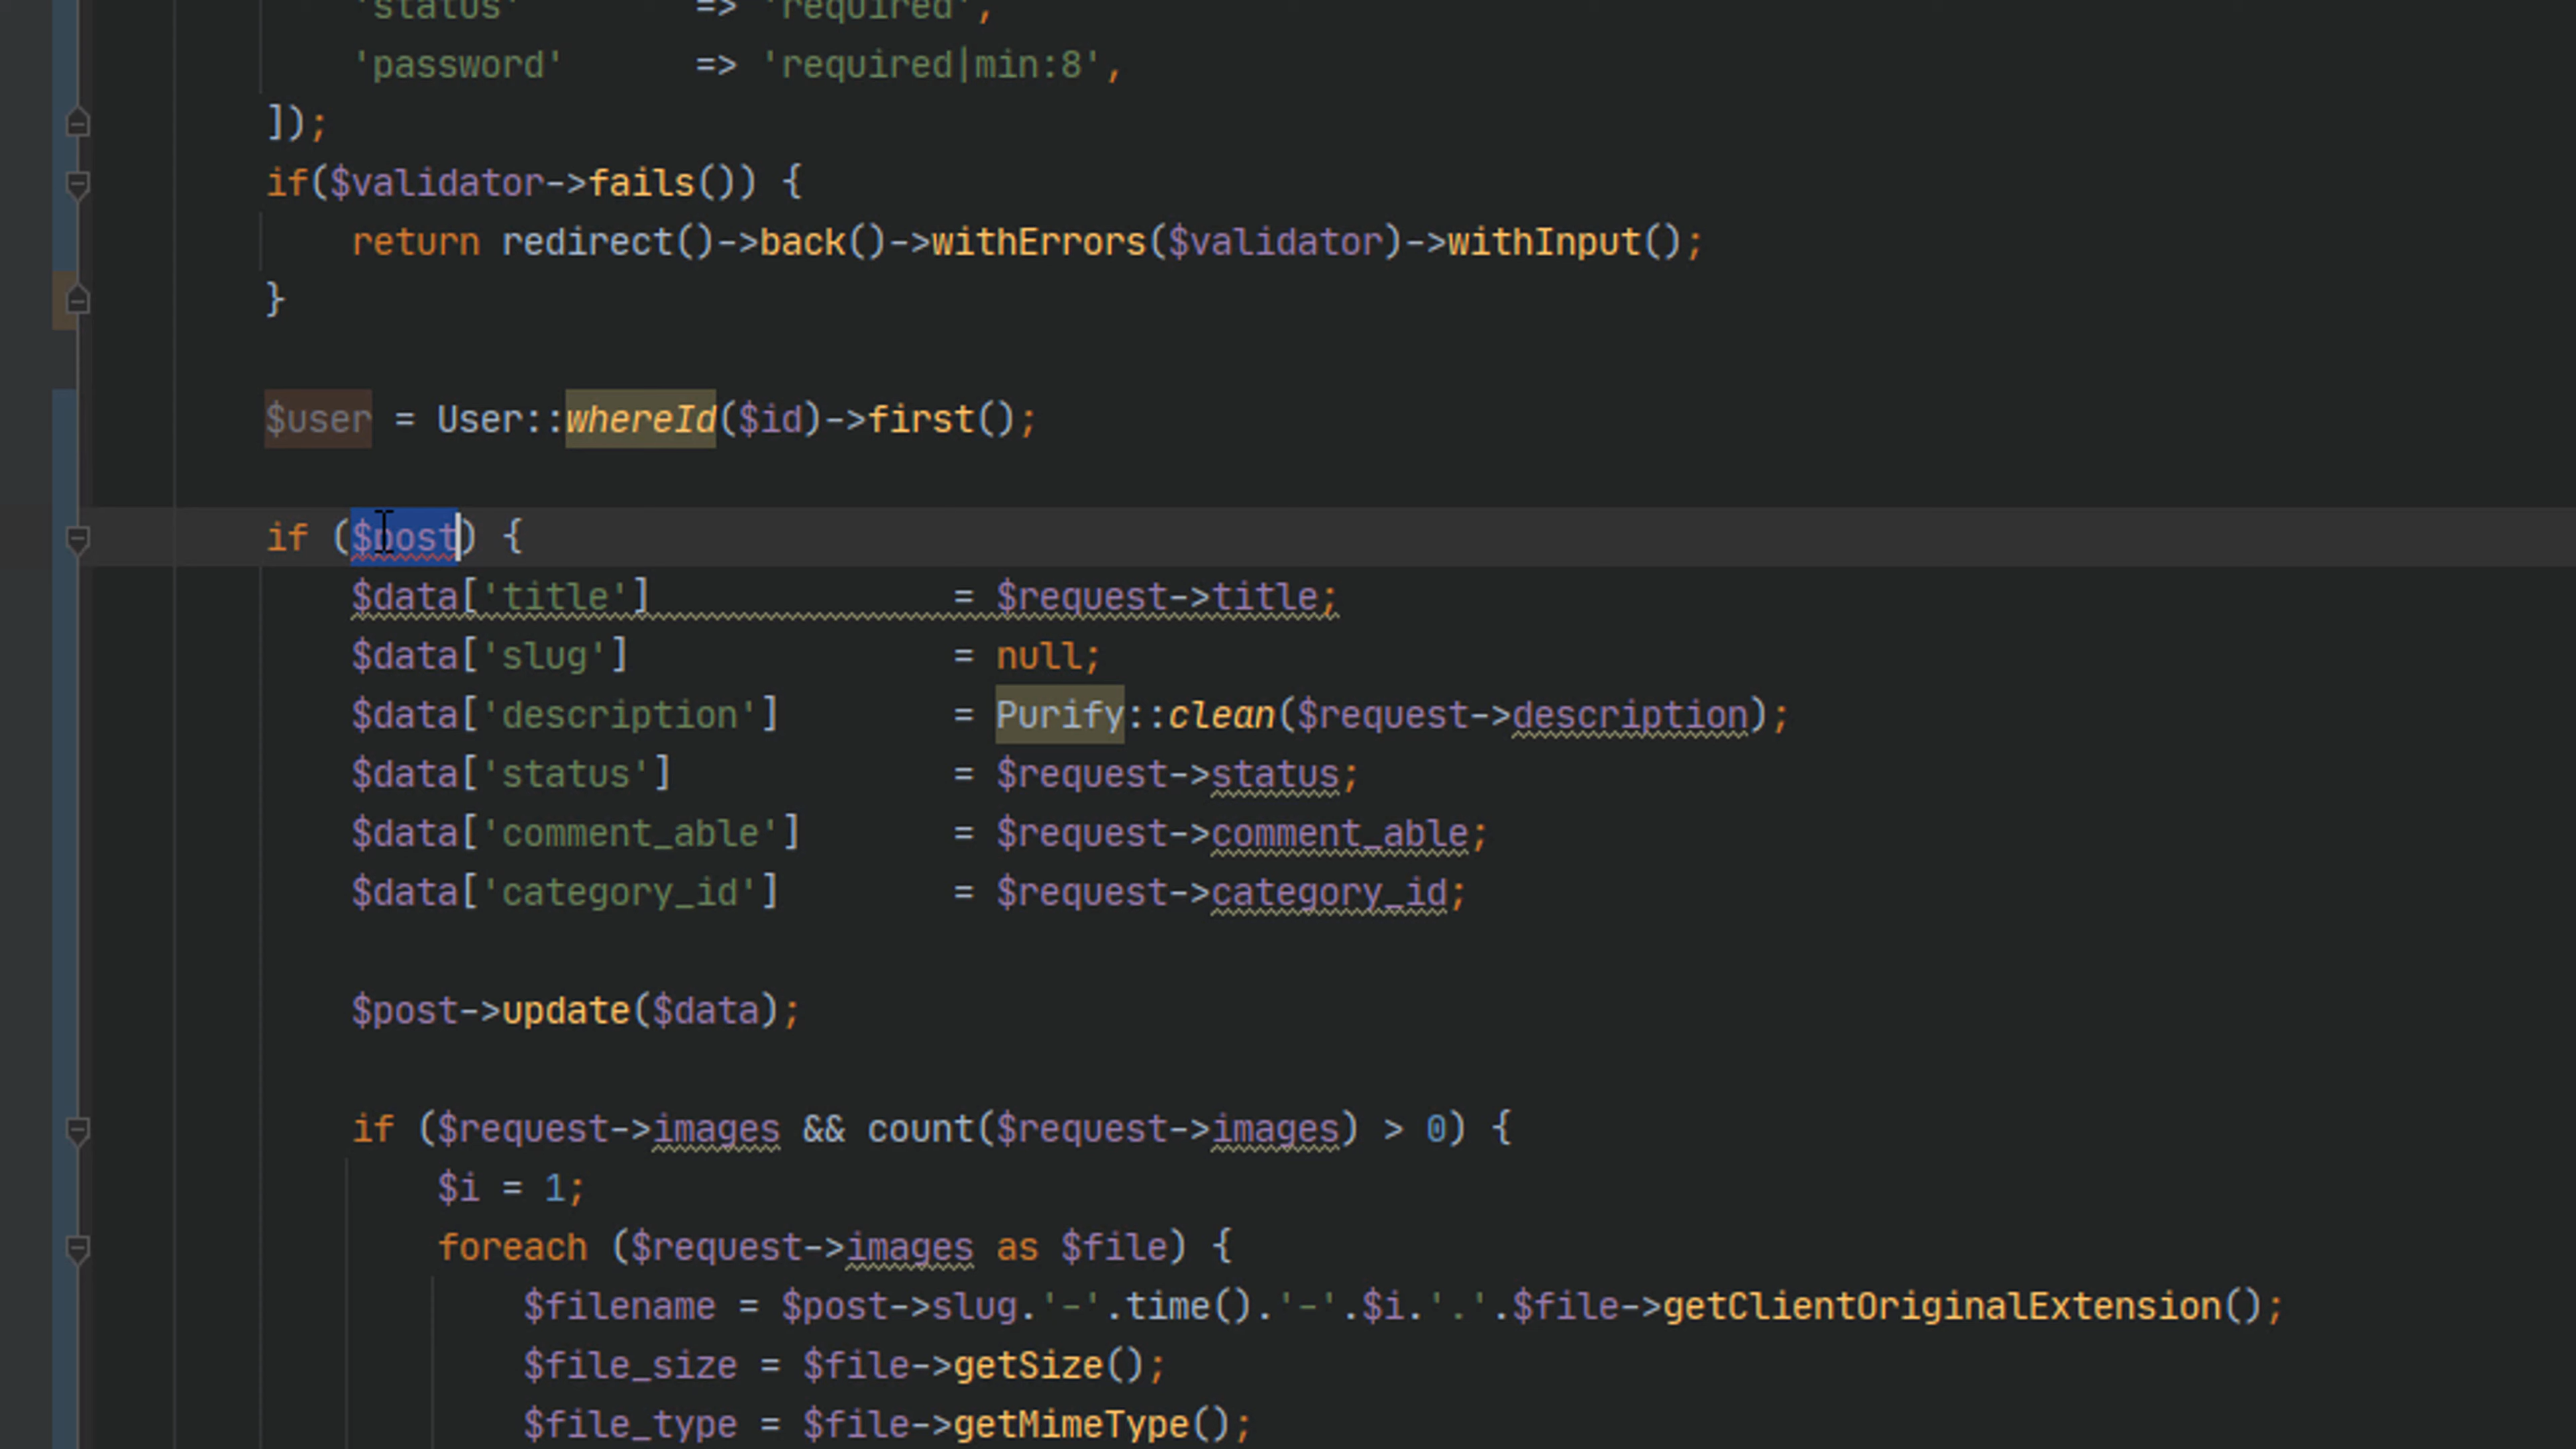 'status'        => 'required',
'password'      => 'required|min:8',
]);
if($validator->fails()) {
return redirect()->back()->withErrors($validator)->withInput();
}
$user = User::whereId($id)->first();
if ($post) {
$data['title']              = $request->title;
$data['slug']               = null;
$data['description']        = Purify::clean($request->description);
$data['status']             = $request->status;
$data['comment_able']       = $request->comment_able;
$data['category_id']        = $request->category_id;
$post->update($data);
if ($request->images && count($request->images) > 0) {
$i = 1;
foreach ($request->images as $file) {
$filename = $post->slug.'-'.time().'-'.$i.'.'.$file->getClientOriginalExtension();
$file_size = $file->getSize();
$file_type = $file->getMimeType();